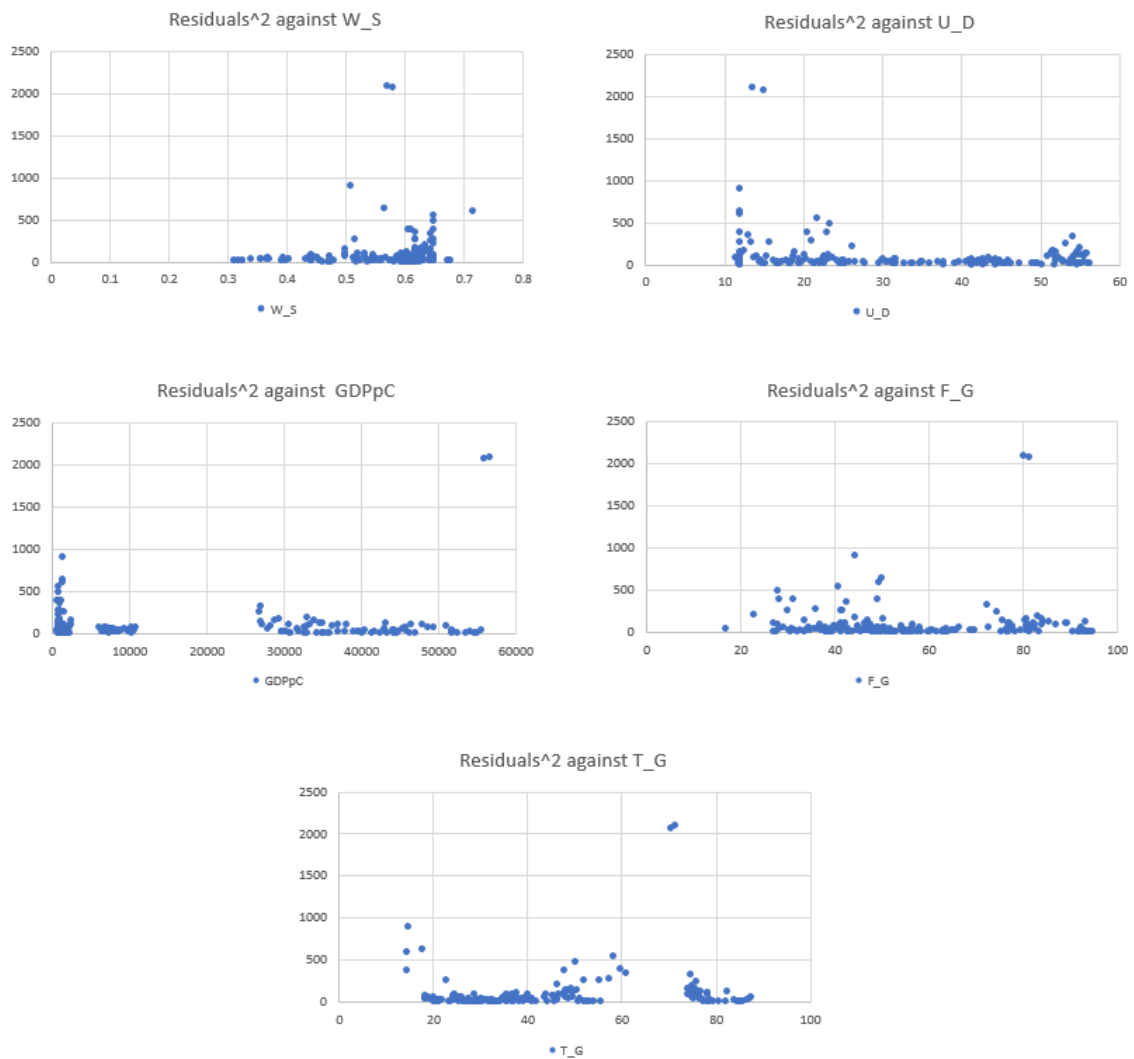 Residuals^2 against W_S
2500
2000
1500
1000
500
0
0 0.1 0.2 0.3 0.4 0.5 0.6 0.7 0.8
W_S
Residuals^2 against U_D
2500
2000
1500
1000
500
0
0 10 20 30 40 50 60
U_D
Residuals^2 against GDPpC
2500
2000
1500
1000
500
0
0 10000 20000 30000 40000 50000 60000
GDPpC
Residuals^2 against F_G
2500
2000
1500
1000
500
0
0 20 40 60 80 100
F_G
Residuals^2 against T_G
2500
2000
1500
1000
500
0
0 20 40 60 80 100
T_G